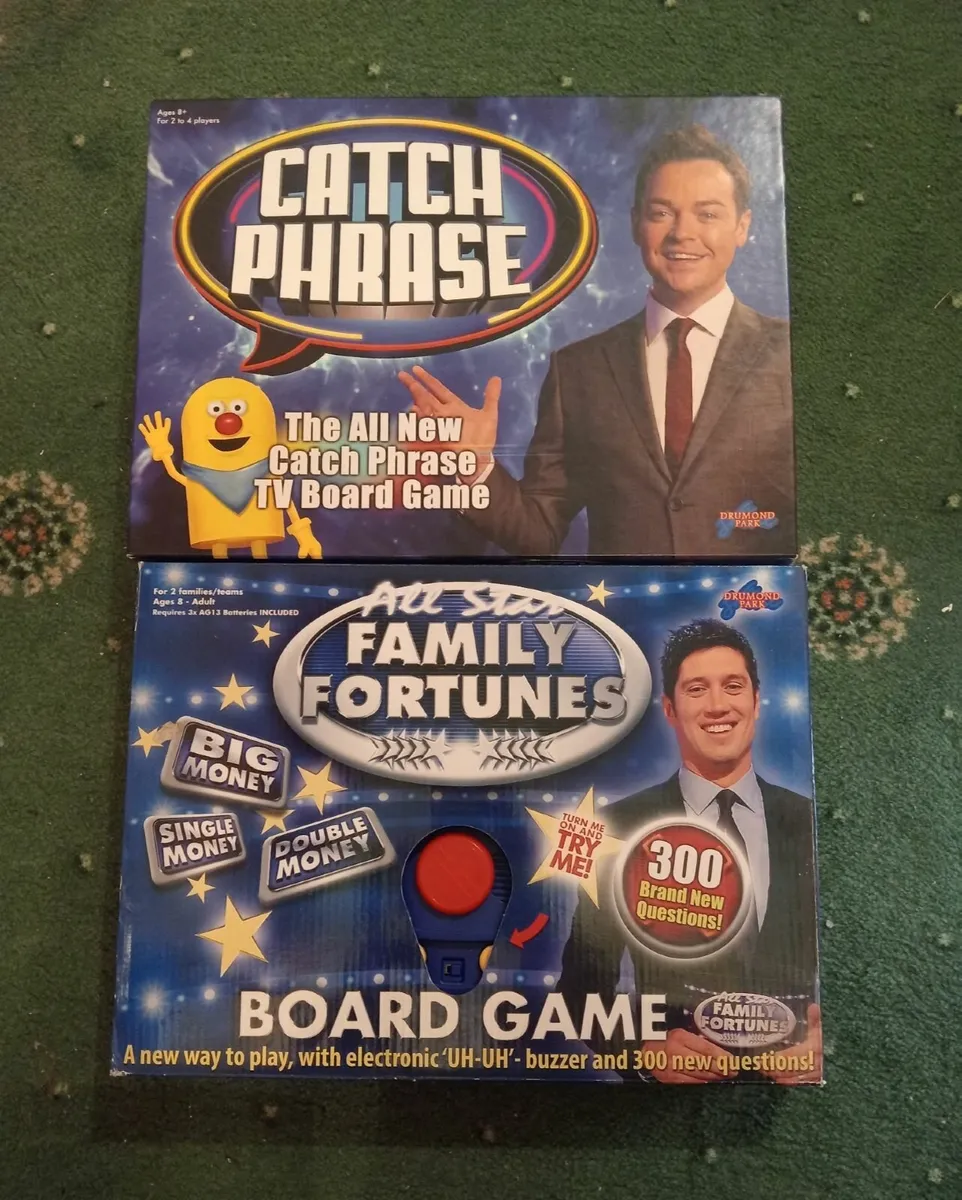 Ages 8+
For 2 to 4 players
CATCH
PHRASE
The All New
Catch Phrase
TV Board Game
DRUMOND
PARK
For 2 families/teams
Ages 8 - Adult
Requires 3x AG13 Batteries INCLUDED
All Star
FAMILY
FORTUNES
DRUMOND
PARK
BIG
MONEY
SINGLE
MONEY
DOUBLE
MONEY
TURN ME
ON AND
TRY
ME!
300
Brand New
Questions!
BOARD GAME
All Star
FAMILY
FORTUNES
A new way to play, with electronic 'UH-UH'- buzzer and 300 new questions!